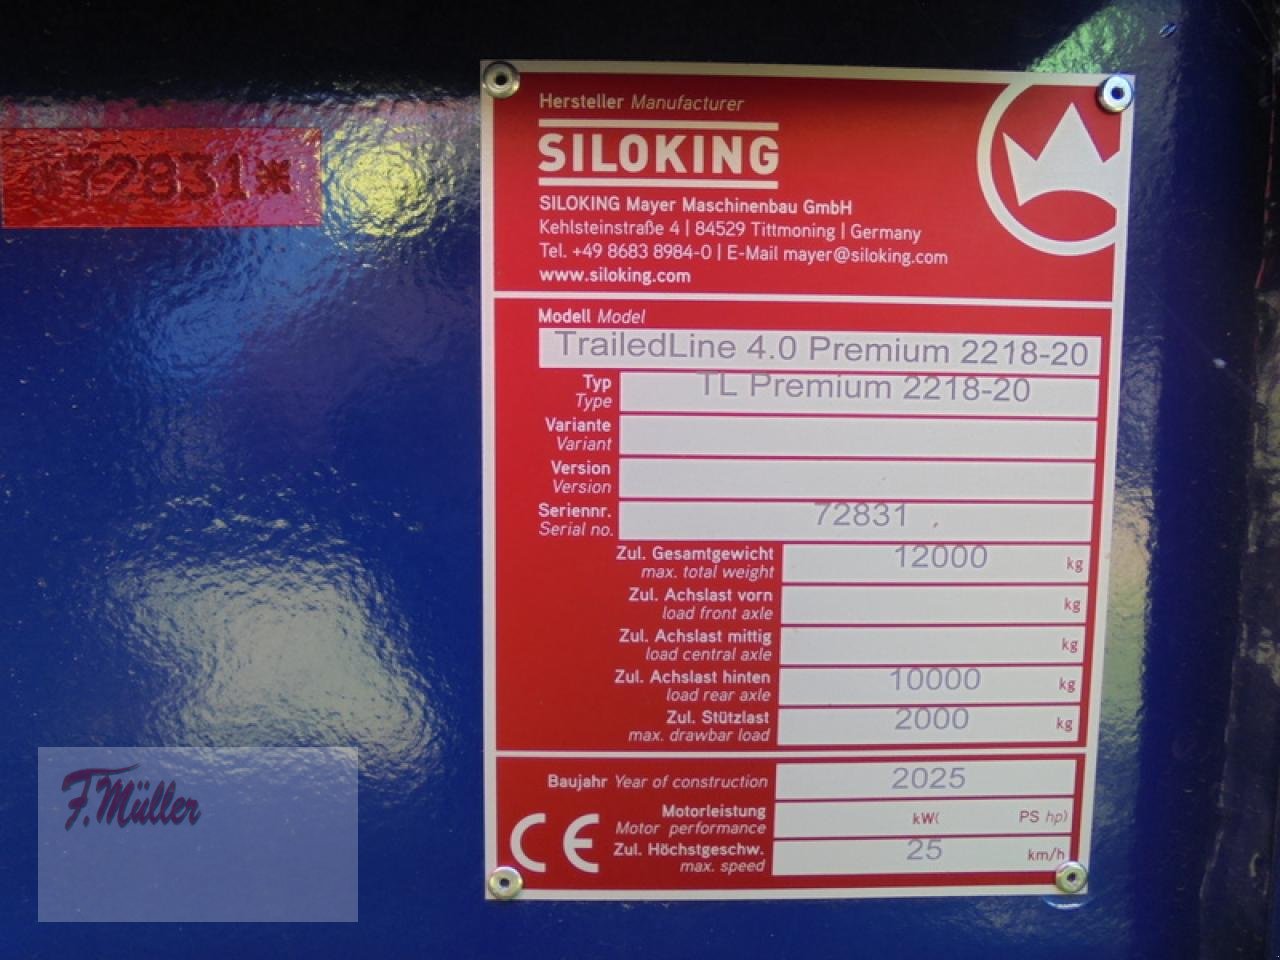 *72831*
Hersteller Manufacturer
SILOKING
SILOKING Mayer Maschinenbau GmbH
Kehlsteinstraße 4 | 84529 Tittmoning | Germany
Tel. +49 8683 8984-0 | E-Mail mayer@siloking.com
www.siloking.com
Modell Model
TrailedLine 4.0 Premium 2218-20
Typ TL Premium 2218-20
Type
Variante
Variant
Version
Version
Seriennr. 72831
Serial no.
Zul. Gesamtgewicht 12000 kg
max. total weight
Zul. Achslast vorn kg
load front axle
Zul. Achslast mittig kg
load central axle
Zul. Achslast hinten 10000 kg
load rear axle
Zul. Stützlast 2000 kg
max. drawbar load
Baujahr Year of construction 2025
Motorleistung kW( PS hp)
Motor performance
Zul. Höchstgeschw. 25 km/h
max. speed
CE
F. Müller